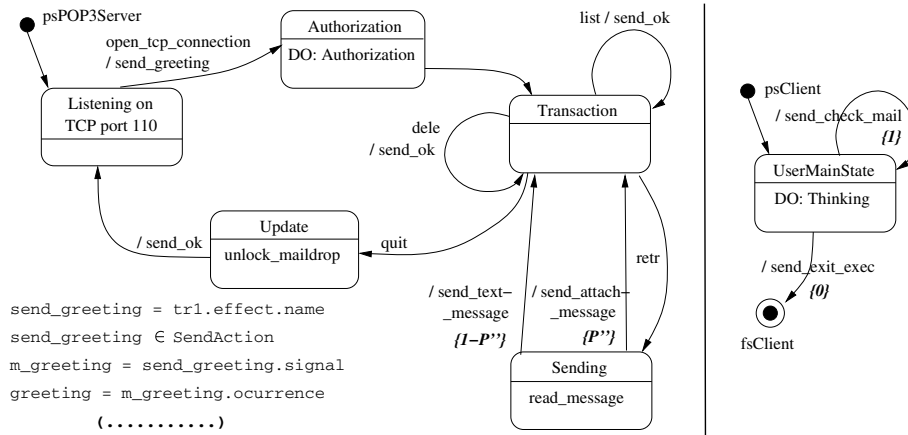 psPOP3Server
open_tcp_connection
/ send_greeting
Authorization
DO: Authorization
list / send_ok
Listening on
TCP port 110
Transaction
dele
/ send_ok
Update
unlock_maildrop
/ send_ok
quit
retr
/ send_text-
_message
{1-P’’}
/ send_attach-
_message
{P’’}
Sending
read_message
send_greeting = tr1.effect.name
send_greeting ∈ SendAction
m_greeting = send_greeting.signal
greeting = m_greeting.ocurrence
(...........)
psClient
/ send_check_mail
{1}
UserMainState
DO: Thinking
/ send_exit_exec
{0}
fsClient